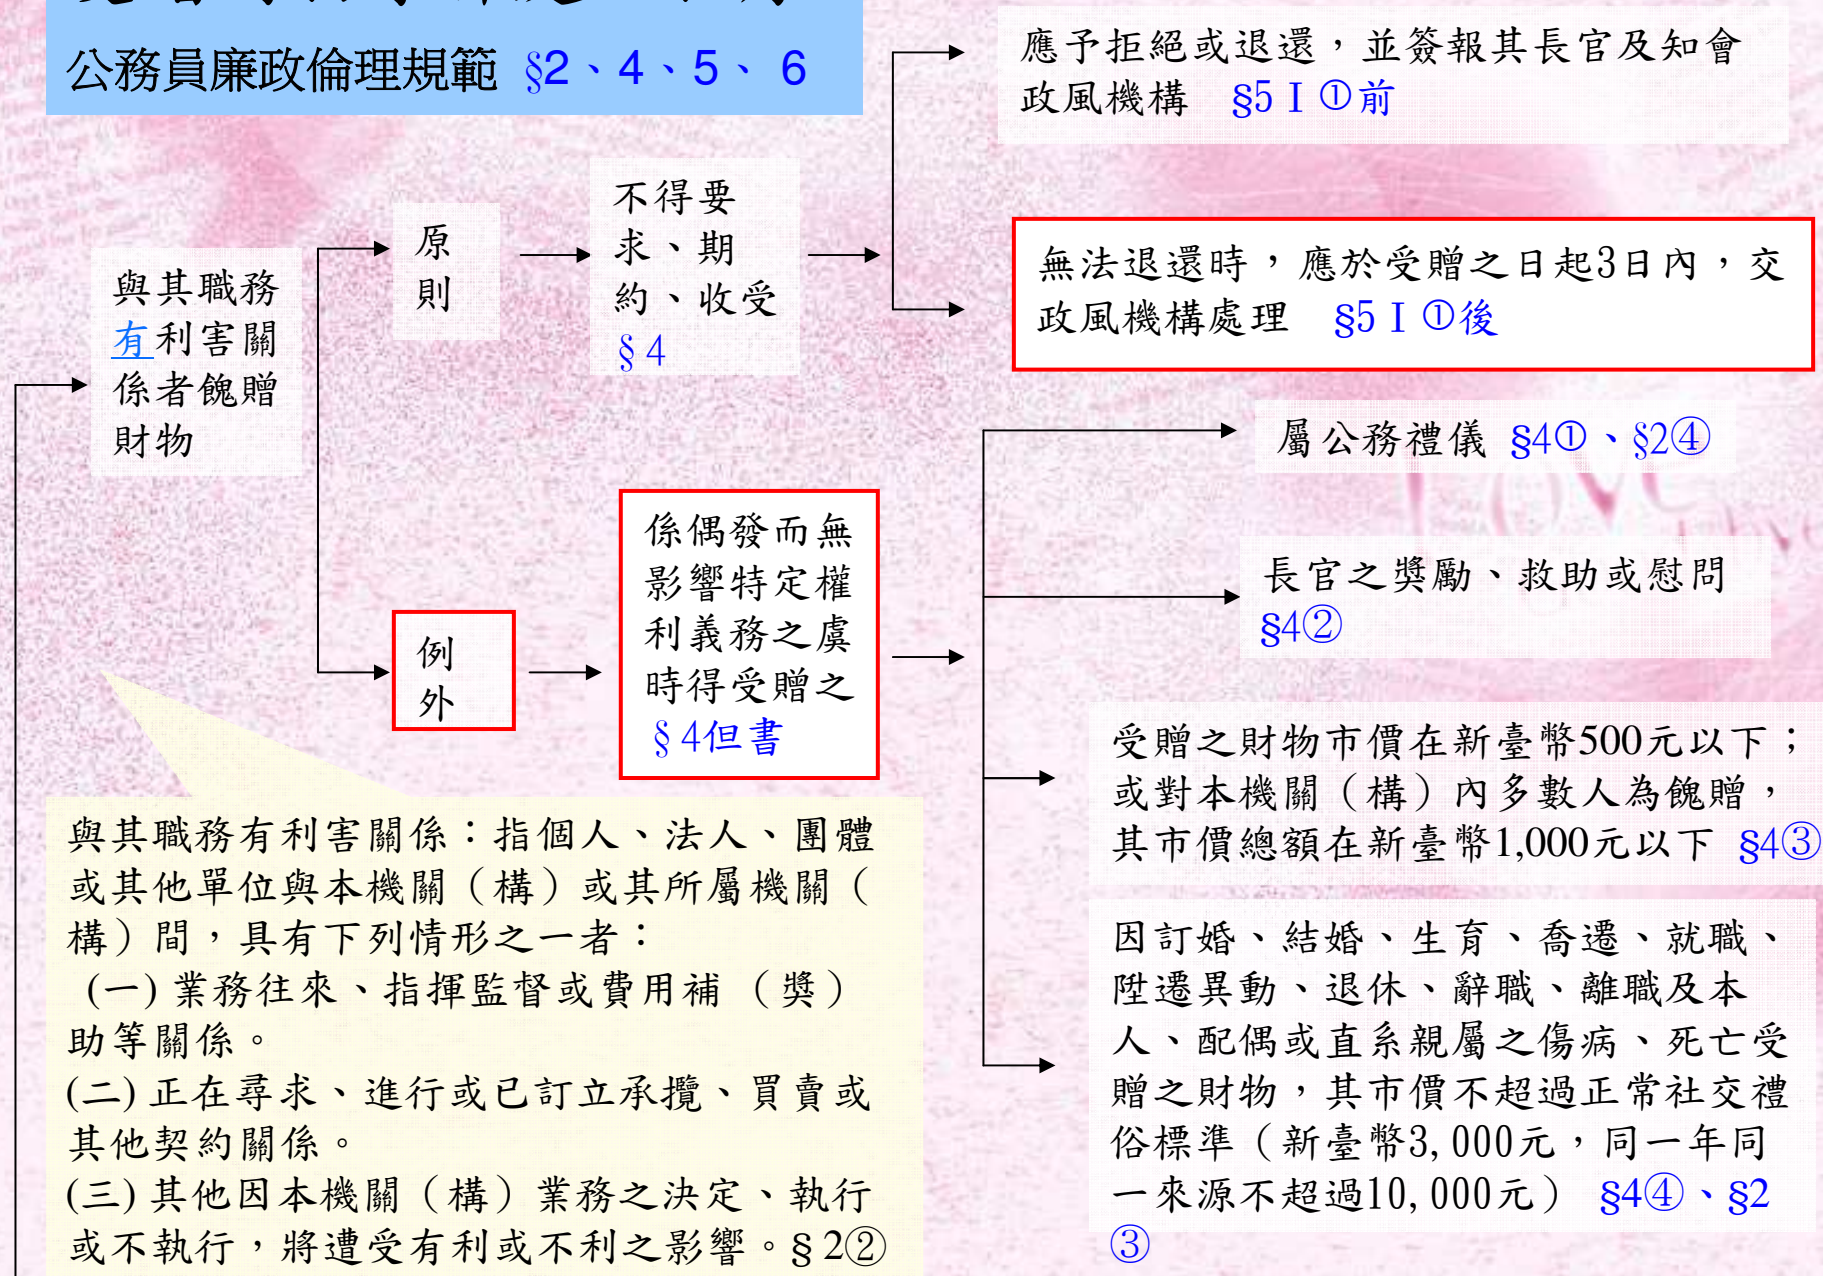 公務員廉政倫理規範 §2、4、5、 6
應予拒絕或退還，並簽報其長官及知會
政風機構 §5Ⅰ①前
不得要
求、期
約、收受
§4
原
則
無法退還時，應於受贈之日起3日內，交
政風機構處理 §5Ⅰ①後
與其職務
有利害關
係者餽贈
財物
屬公務禮儀 §4①、§2④
係偶發而無
影響特定權
利義務之虞
時得受贈之
§4但書
長官之獎勵、救助或慰問
§4②
例
外
受贈之財物市價在新臺幣500元以下；
或對本機關（構）內多數人為餽贈，
其市價總額在新臺幣1,000元以下 §4③
與其職務有利害關係：指個人、法人、團體
或其他單位與本機關（構）或其所屬機關（
構）間，具有下列情形之一者：
(一) 業務往來、指揮監督或費用補 （獎）
助等關係。
(二) 正在尋求、進行或已訂立承攬、買賣或
其他契約關係。
(三) 其他因本機關（構）業務之決定、執行
或不執行，將遭受有利或不利之影響。§2②
因訂婚、結婚、生育、喬遷、就職、
陞遷異動、退休、辭職、離職及本
人、配偶或直系親屬之傷病、死亡受
贈之財物，其市價不超過正常社交禮
俗標準（新臺幣3,000元，同一年同
一來源不超過10,000元） §4④、§2
③